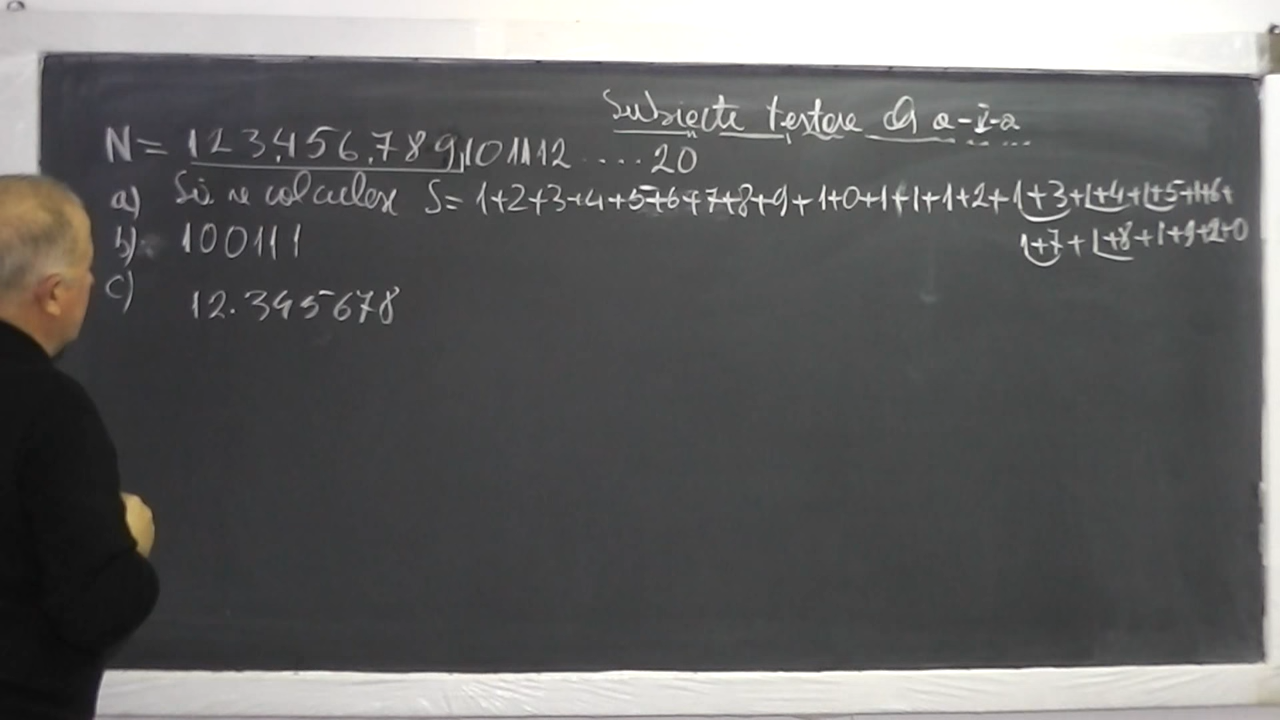 Subiecte testare cl a-V-a
N = 123456789101112 .... 20
a) Să se calculeze S = 1+2+3+4+5+6+7+8+9+1+0+1+1+1+2+1+3+1+4+1+5+1+6+
1+7+1+8+1+9+2+0
b) 100111
c) 12.345678